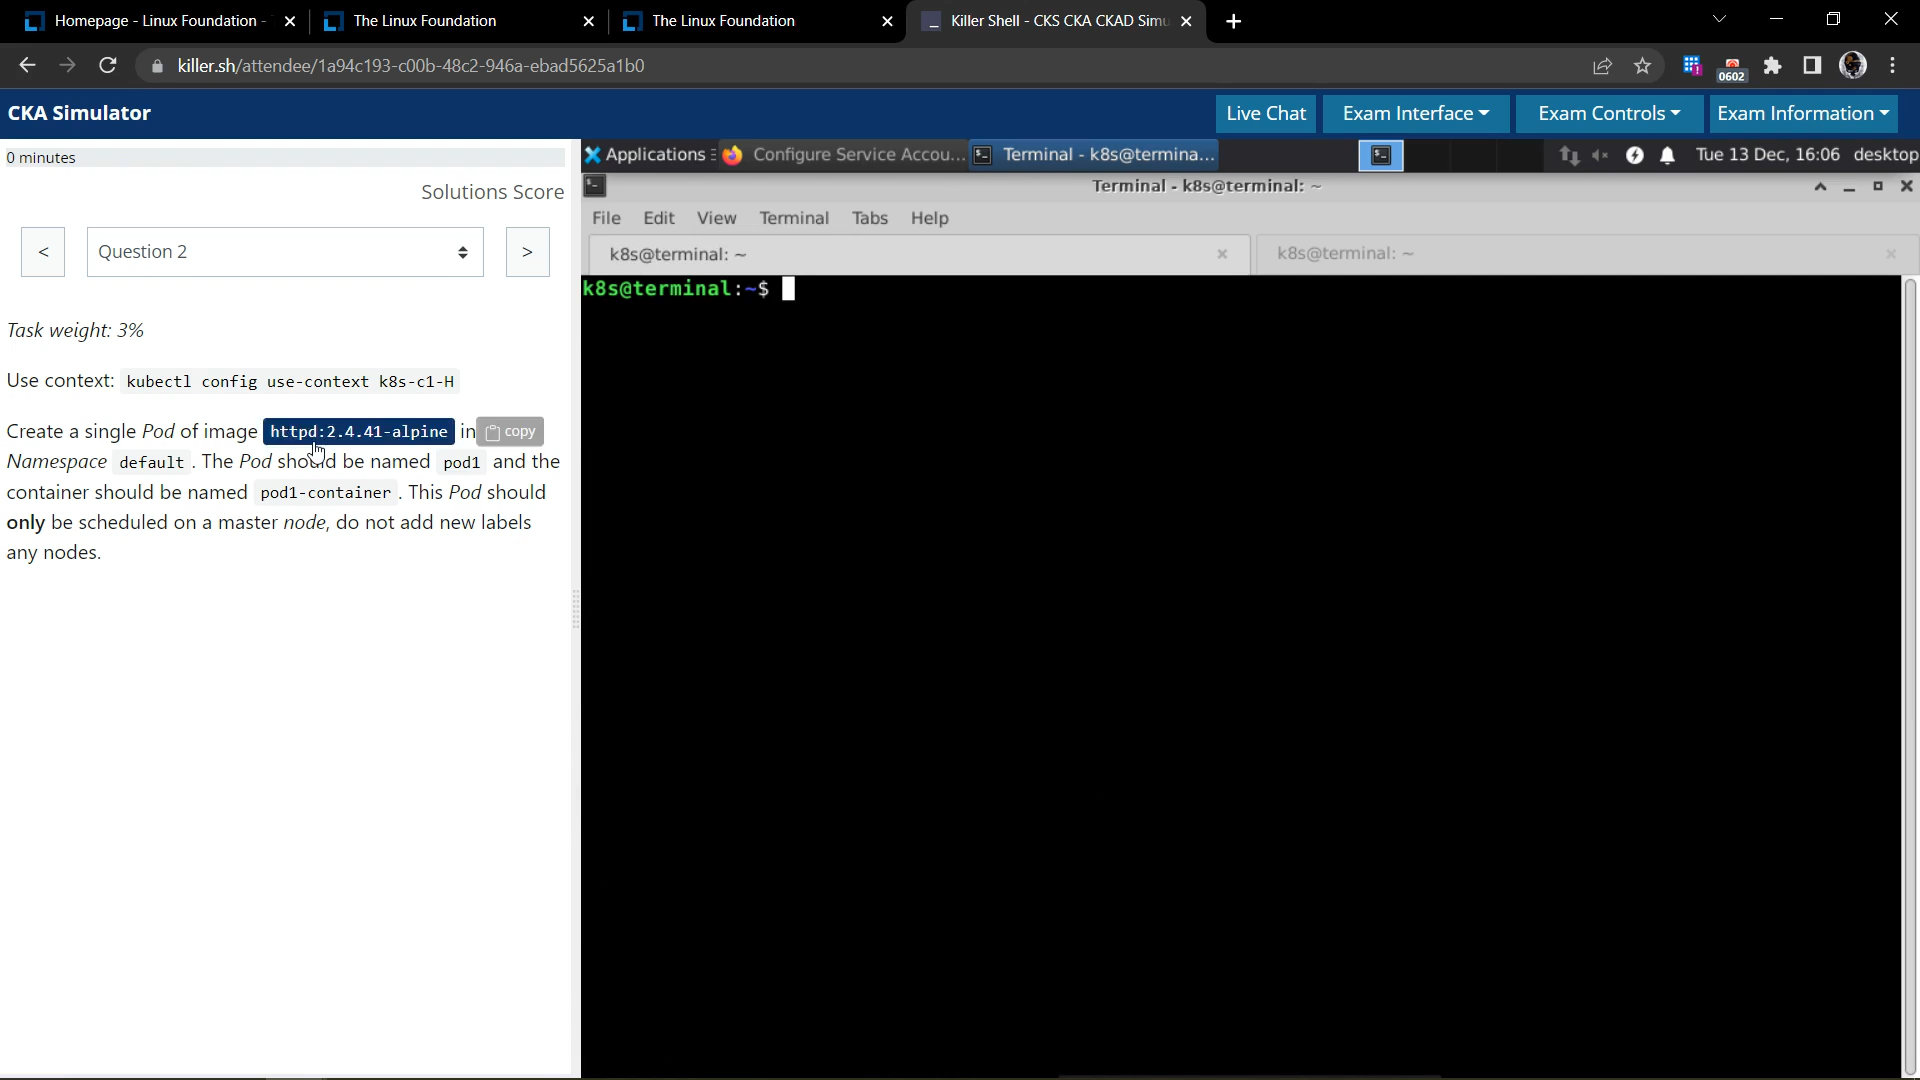 Homepage - Linux Foundation -
The Linux Foundation
The Linux Foundation
Killer Shell - CKS CKA CKAD Simu
killer.sh/attendee/1a94c193-c00b-48c2-946a-ebad5625a1b0
0602
CKA Simulator
Live Chat
Exam Interface
Exam Controls
Exam Information
0 minutes
Solutions Score
<
Question 2
>
Task weight: 3%
Use context: kubectl config use-context k8s-c1-H
Create a single Pod of image httpd:2.4.41-alpine in copy
Namespace default . The Pod should be named pod1 and the
container should be named pod1-container . This Pod should
only be scheduled on a master node, do not add new labels
any nodes.
Applications
Configure Service Accou...
Terminal - k8s@termina...
Tue 13 Dec, 16:06 desktop
Terminal - k8s@terminal: ~
File Edit View Terminal Tabs Help
k8s@terminal: ~
k8s@terminal: ~
k8s@terminal:~$